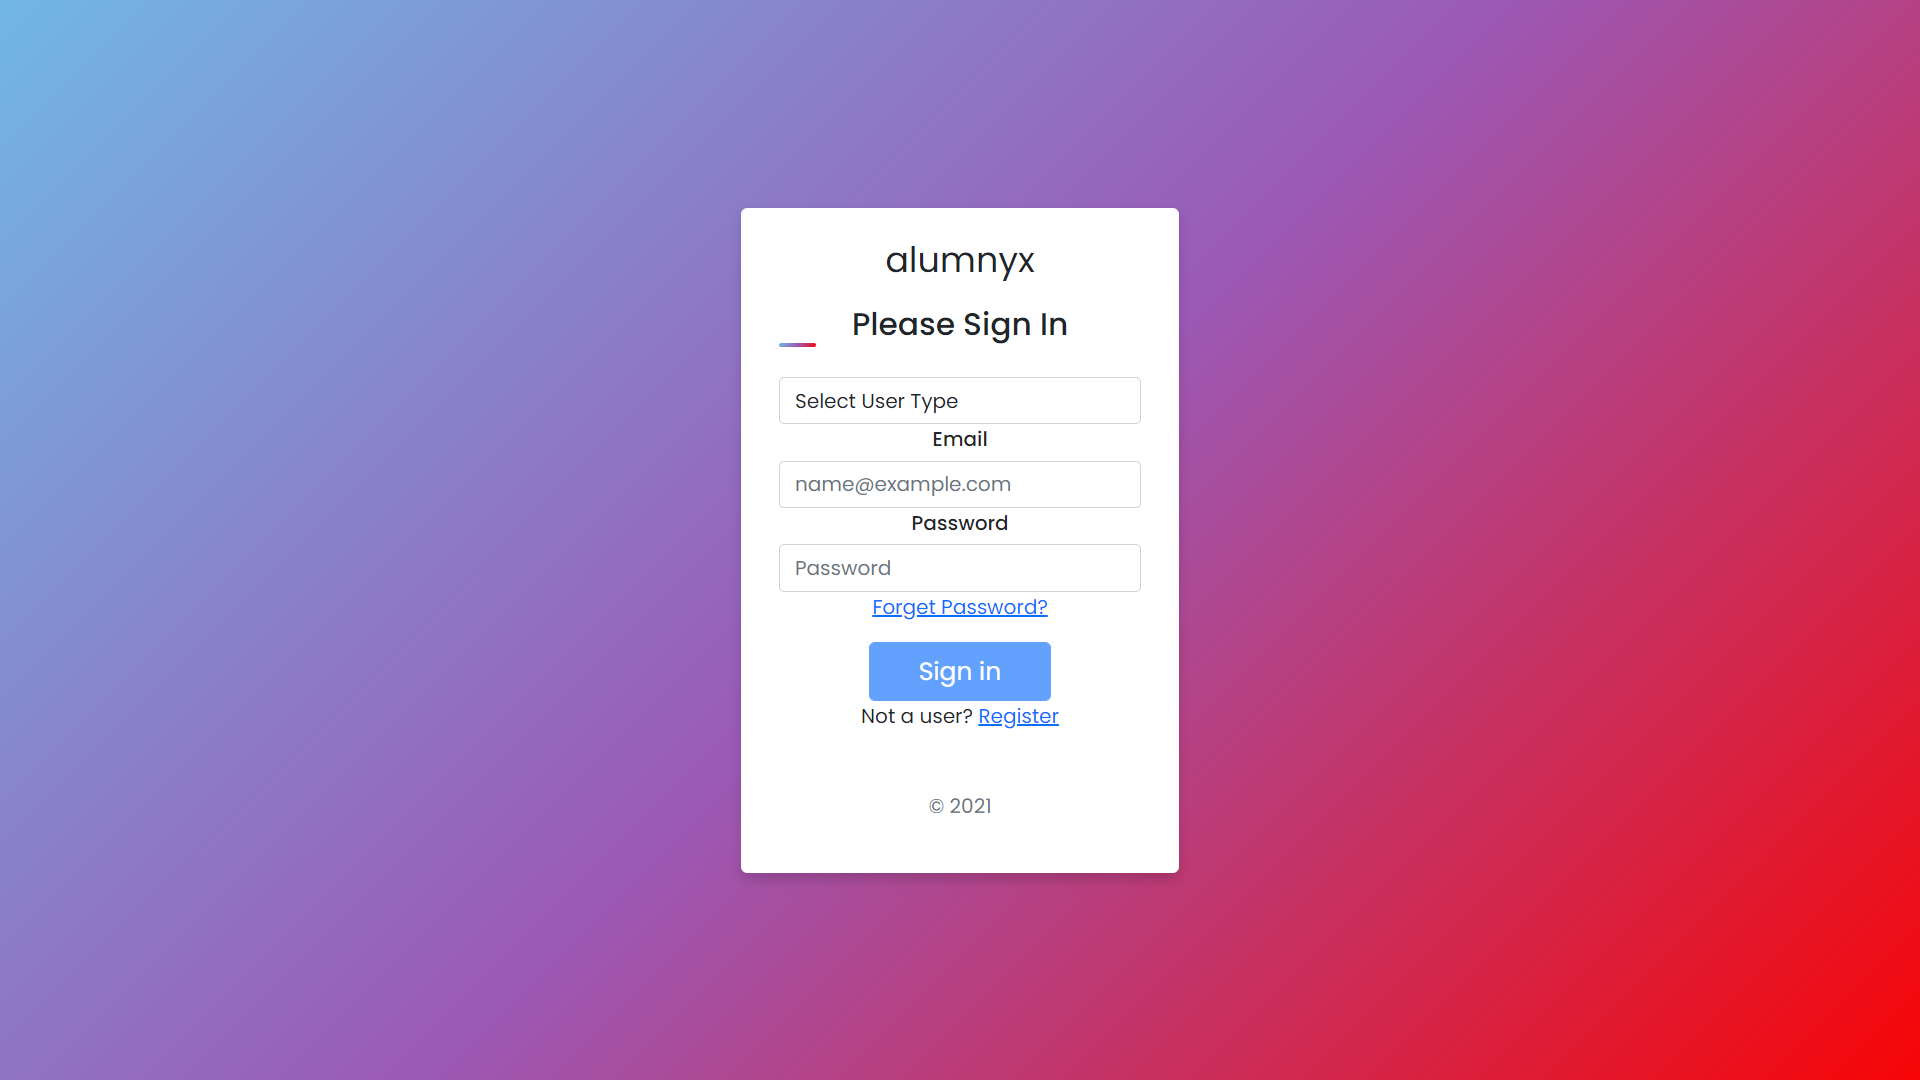 alumnyx
Please Sign In
Select User Type
Email
name@example.com
Password
Password
Forget Password?
Sign in
Not a user? Register
© 2021